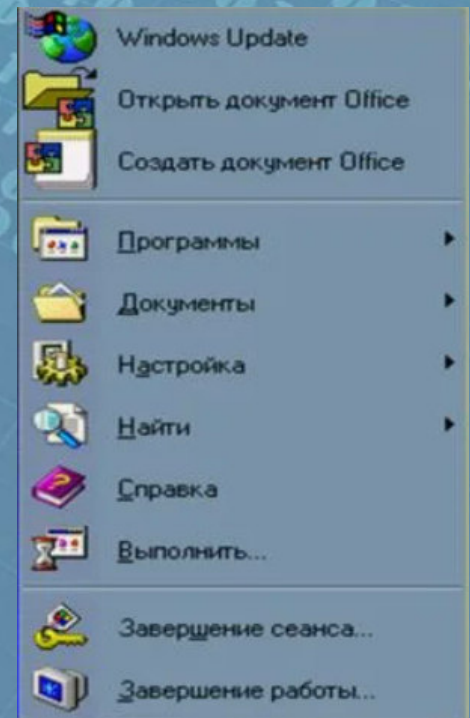 Windows Update
Открыть документ Office
Создать документ Office
Программы
Документы
Настройка
Найти
Справка
Выполнить...
Завершение сеанса...
Завершение работы...